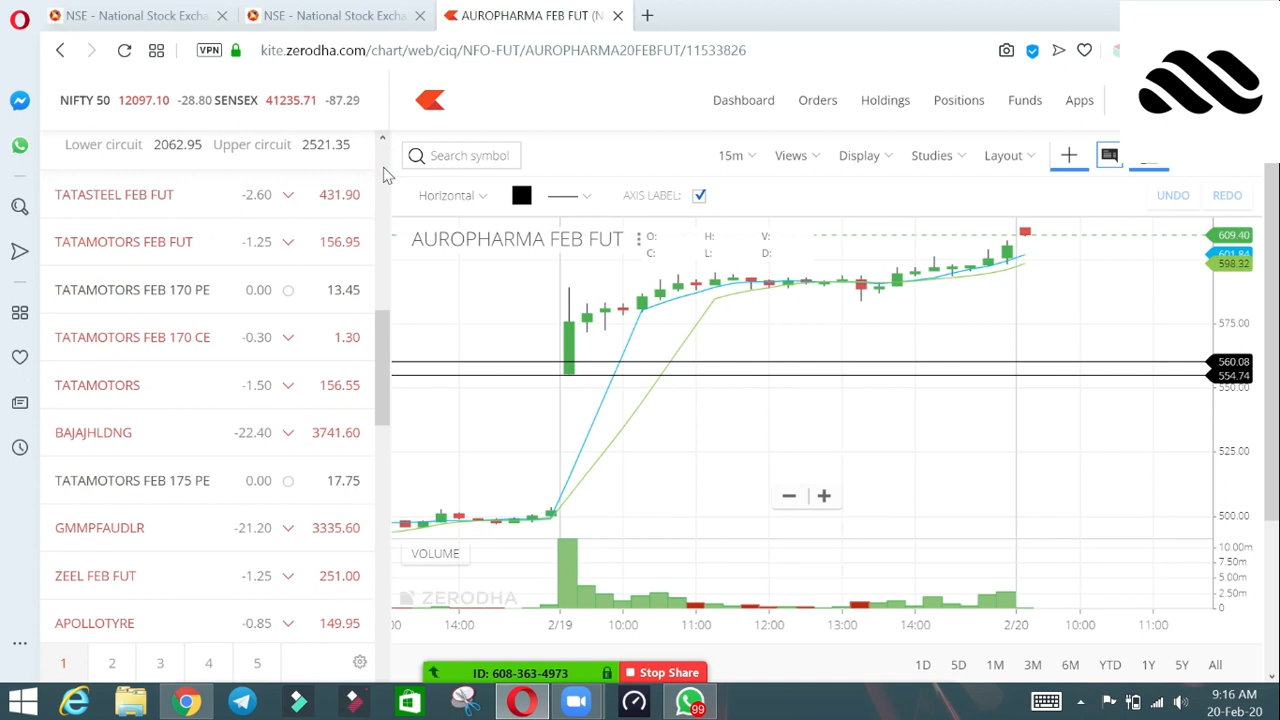 NSE - National Stock Excha
NSE - National Stock Excha
AUROPHARMA FEB FUT (N
VPN
kite.zerodha.com/chart/web/ciq/NFO-FUT/AUROPHARMA20FEBFUT/11533826
NIFTY 50 12097.10 -28.80 SENSEX 41235.71 -87.29
Dashboard Orders Holdings Positions Funds Apps
Lower circuit 2062.95 Upper circuit 2521.35
TATASTEEL FEB FUT -2.60 431.90
TATAMOTORS FEB FUT -1.25 156.95
TATAMOTORS FEB 170 PE 0.00 13.45
TATAMOTORS FEB 170 CE -0.30 1.30
TATAMOTORS -1.50 156.55
BAJAJHLDNG -22.40 3741.60
TATAMOTORS FEB 175 PE 0.00 17.75
GMMPFAUDLR -21.20 3335.60
ZEEL FEB FUT -1.25 251.00
APOLLOTYRE -0.85 149.95
1 2 3 4 5
Search symbol
15m Views Display Studies Layout
Horizontal AXIS LABEL: UNDO REDO
AUROPHARMA FEB FUT
O: H: V:
C: L: D:
609.40
601.84
598.32
575.00
560.08
554.74
550.00
525.00
500.00
VOLUME
10.00m
7.50m
5.00m
2.50m
0
ZERODHA
00 14:00 2/19 10:00 11:00 12:00 13:00 14:00 2/20 10:00 11:00
1D 5D 1M 3M 6M YTD 1Y 5Y All
ID: 608-363-4973 Stop Share
99
9:16 AM
20-Feb-20